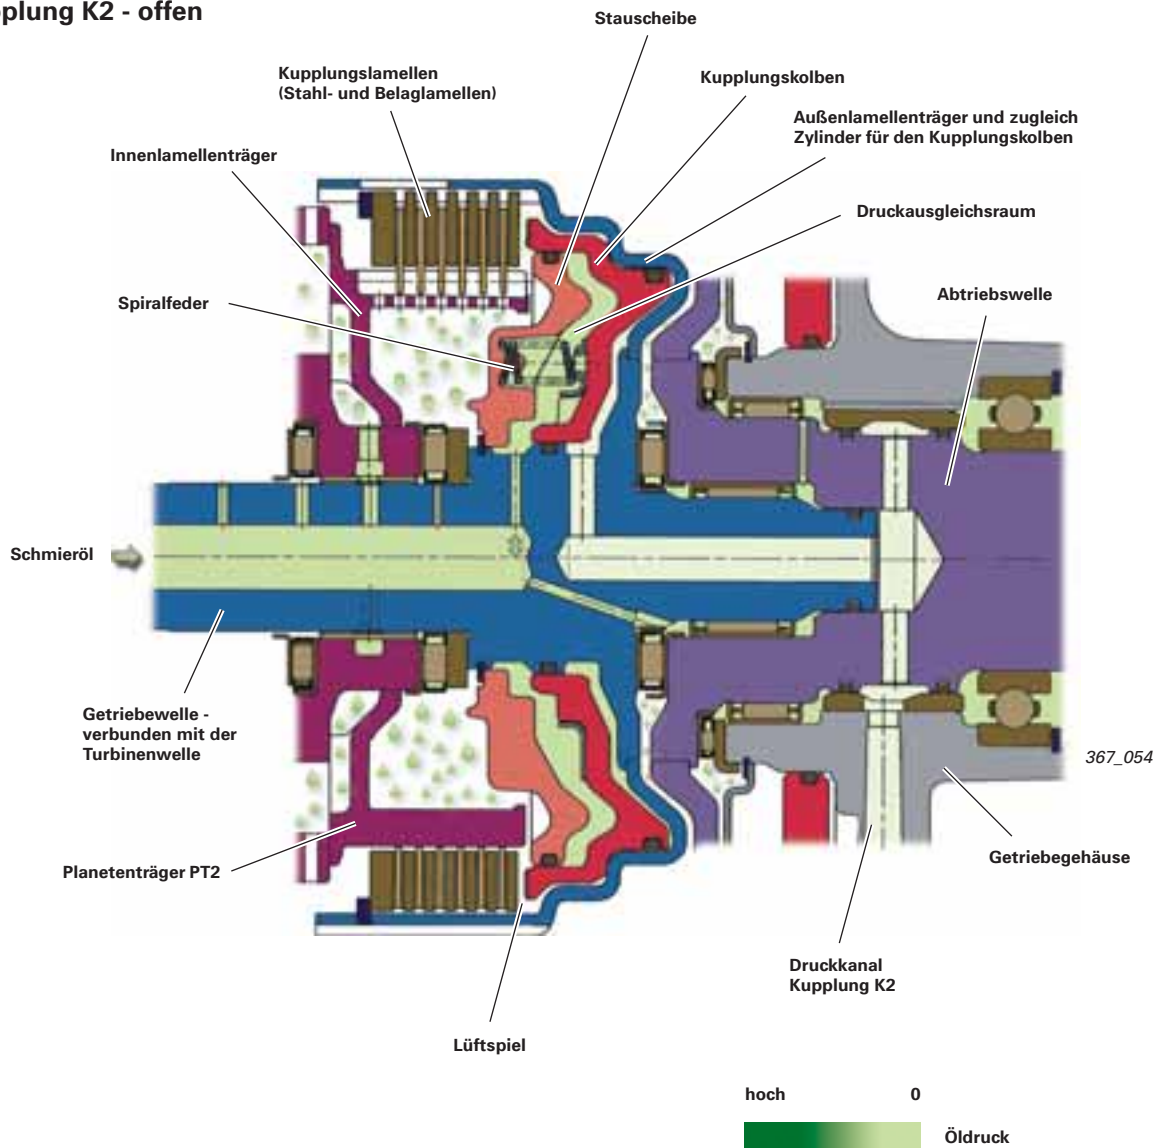 plung K2 - offen
Stauscheibe
Kupplungslamellen
(Stahl- und Belaglamellen)
Kupplungskolben
Außenlamellenträger und zugleich
Zylinder für den Kupplungskolben
Innenlamellenträger
Druckausgleichsraum
Spiralfeder
Abtriebswelle
Schmieröl
Getriebewelle -
verbunden mit der
Turbinenwelle
367_054
Planetenträger PT2
Getriebegehäuse
Druckkanal
Kupplung K2
Lüftspiel
hoch 0
Öldruck